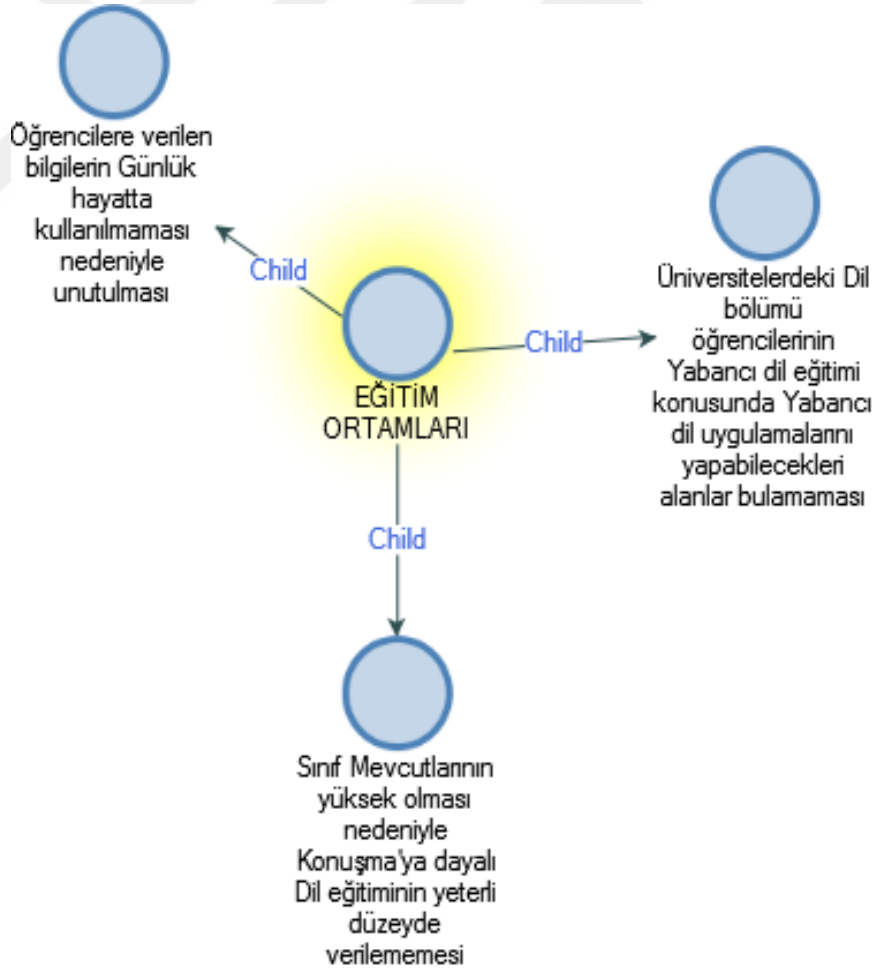 Öğrencilere verilen
bilgilerin Günlük
hayatta
kullanılmaması
nedeniyle
unutulması
Child
EĞİTİM
ORTAMLARI
Child
Üniversitelerdeki Dil
bölümü
öğrencilerinin
Yabancı dil eğitimi
konusunda Yabancı
dil uygulamalarını
yapabilecekleri
alanlar bulamaması
Child
Sınıf Mevcutlarının
yüksek olması
nedeniyle
Konuşma'ya dayalı
Dil eğitiminin yeterli
düzeyde
verilememesi